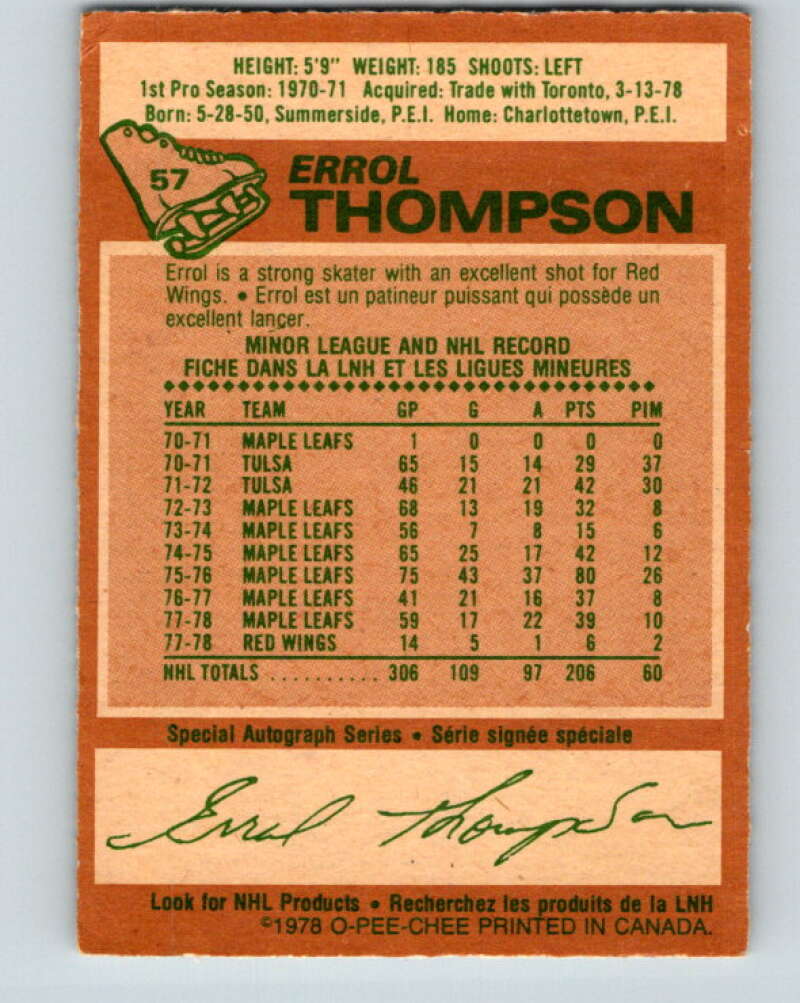 HEIGHT: 5'9" WEIGHT: 185 SHOOTS: LEFT
1st Pro Season: 1970-71 Acquired: Trade with Toronto, 3-13-78
Born: 5-28-50, Summerside, P.E.I. Home: Charlottetown, P.E.I.
57
ERROL
THOMPSON
Errol is a strong skater with an excellent shot for Red
Wings. • Errol est un patineur puissant qui possède un
excellent lancer.
MINOR LEAGUE AND NHL RECORD
FICHE DANS LA LNH ET LES LIGUES MINEURES
YEAR TEAM GP G A PTS PIM
70-71 MAPLE LEAFS 1 0 0 0 0
70-71 TULSA 65 15 14 29 37
71-72 TULSA 46 21 21 42 30
72-73 MAPLE LEAFS 68 13 19 32 8
73-74 MAPLE LEAFS 56 7 8 15 6
74-75 MAPLE LEAFS 65 25 17 42 12
75-76 MAPLE LEAFS 75 43 37 80 26
76-77 MAPLE LEAFS 41 21 16 37 8
77-78 MAPLE LEAFS 59 17 22 39 10
77-78 RED WINGS 14 5 1 6 2
NHL TOTALS .......... 306 109 97 206 60
Special Autograph Series • Série signée spéciale
Errol Thompson
Look for NHL Products • Recherchez les produits de la LNH
©1978 O-PEE-CHEE PRINTED IN CANADA.